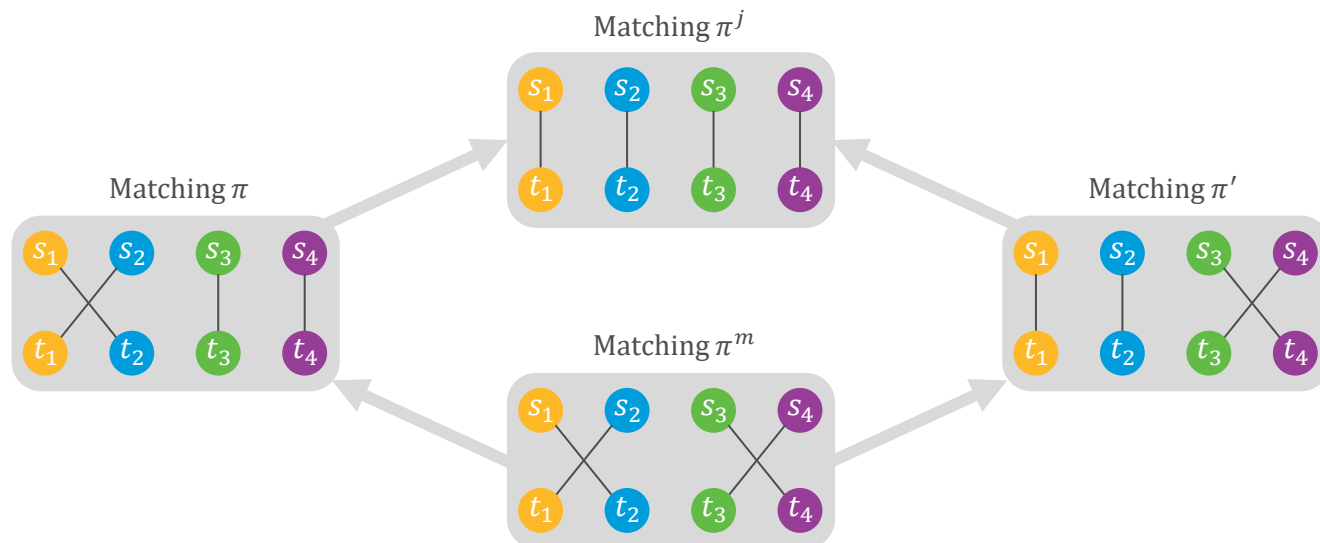 Matching π^j
s₁ s₂ s₃ s₄
t₁ t₂ t₃ t₄
Matching π
s₁ s₂ s₃ s₄
t₁ t₂ t₃ t₄
Matching π′
s₁ s₂ s₃ s₄
t₁ t₂ t₃ t₄
Matching π^m
s₁ s₂ s₃ s₄
t₁ t₂ t₃ t₄